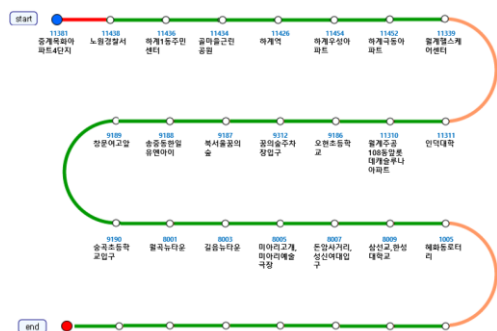 start
11381
중계목화아
파트4단지
11438
노원경찰서
11436
하계1동주민
센터
11434
골마을근린
공원
11426
하계역
11454
하계우성아
파트
11452
하계극동아
파트
11339
월계헬스케
어센터
9189
창문여고앞
9188
송중동한일
유앤아이
9187
북서울꿈의
숲
9312
꿈의숲주차
장입구
9186
오현초등학
교
11310
월계주공
108동앞롯
데캐슬루나
아파트
11311
인덕대학
9190
숭곡초등학
교입구
8001
월곡뉴타운
8003
길음뉴타운
8005
미아리고개,
미아리예술
극장
8007
돈암사거리,
성신여대입
구
8009
삼선교,한성
대학교
1005
혜화동로터
리
end